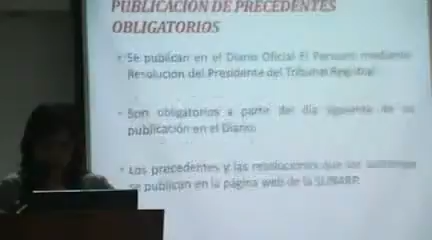 PUBLICACIÓN DE PRECEDENTES
OBLIGATORIOS
• Se publican en el Diario Oficial El Peruano mediante
Resolución del Presidente del Tribunal Registral.
• Son obligatorios a partir del día siguiente de su
publicación en el Diario.
• Los precedentes y las resoluciones que los sustentan
se publican en la página web de la SUNARP.